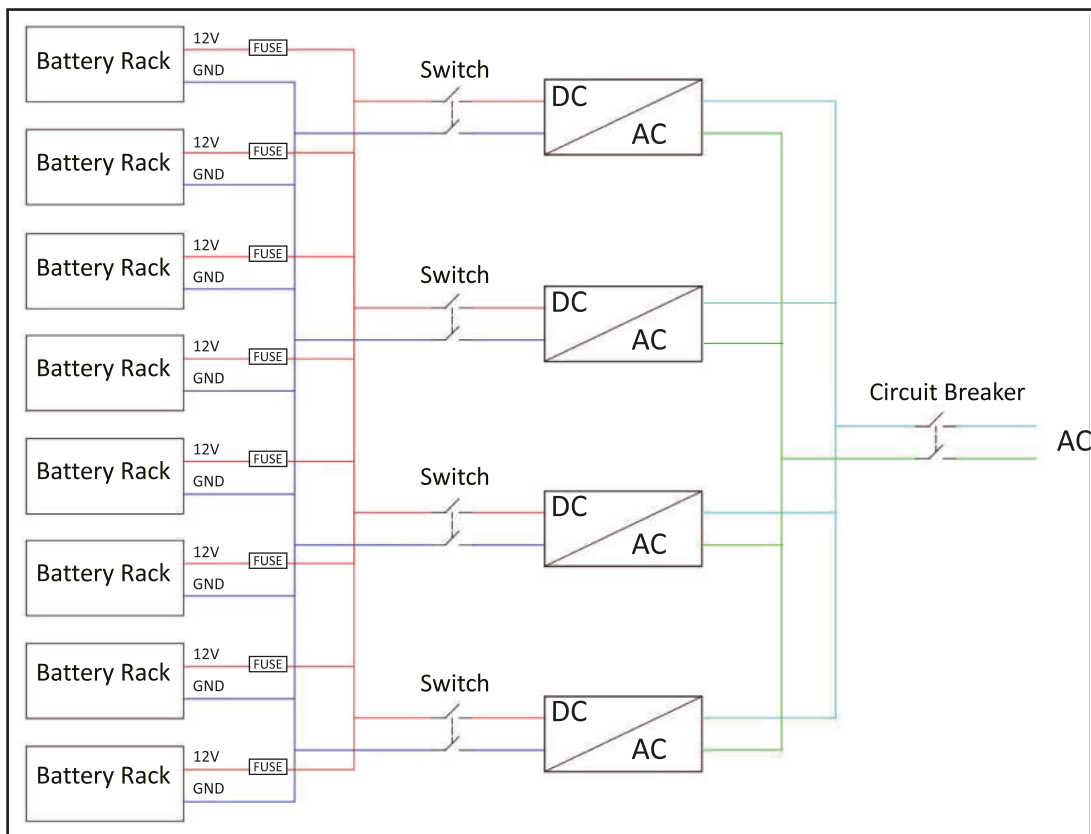 Battery Rack
12V
FUSE
GND
Battery Rack
12V
FUSE
GND
Battery Rack
12V
FUSE
GND
Battery Rack
12V
FUSE
GND
Battery Rack
12V
FUSE
GND
Battery Rack
12V
FUSE
GND
Battery Rack
12V
FUSE
GND
Battery Rack
12V
FUSE
GND
Switch
DC
AC
Switch
DC
AC
Switch
DC
AC
Switch
DC
AC
Circuit Breaker
AC